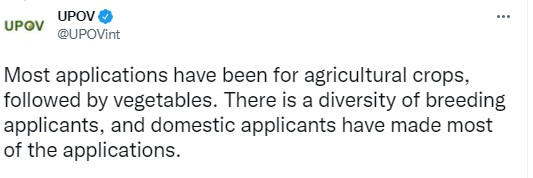 UPOV
UPOV
@UPOVint
Most applications have been for agricultural crops,
followed by vegetables. There is a diversity of breeding
applicants, and domestic applicants have made most
of the applications.